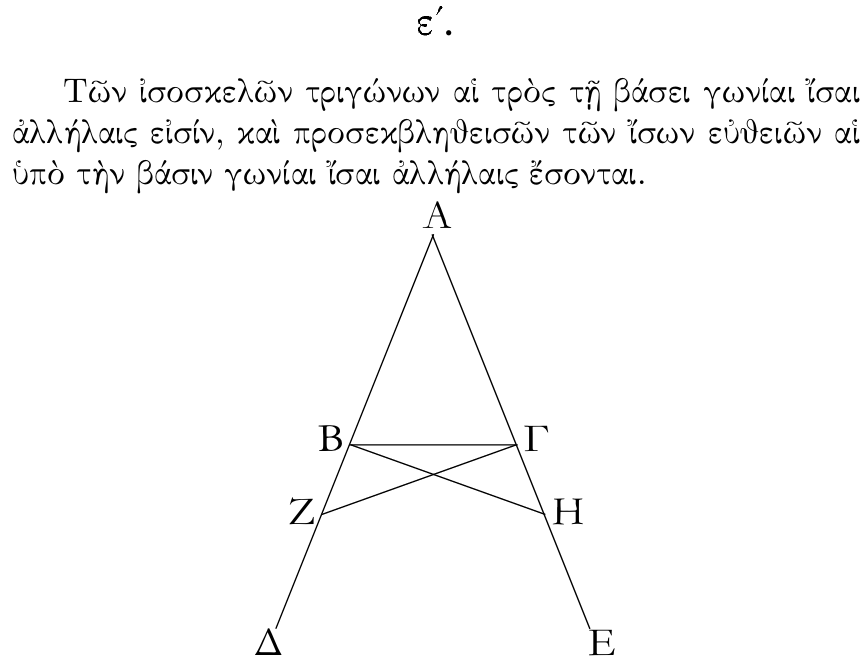 ε΄.
Τῶν ἰσοσκελῶν τριγώνων αἱ τρὸς τῇ βάσει γωνίαι ἴσαι
ἀλλήλαις εἰσίν, καὶ προσεκβληθεισῶν τῶν ἴσων εὐθειῶν αἱ
ὑπὸ τὴν βάσιν γωνίαι ἴσαι ἀλλήλαις ἔσονται.
Α
Β Γ
Ζ Η
Δ Ε